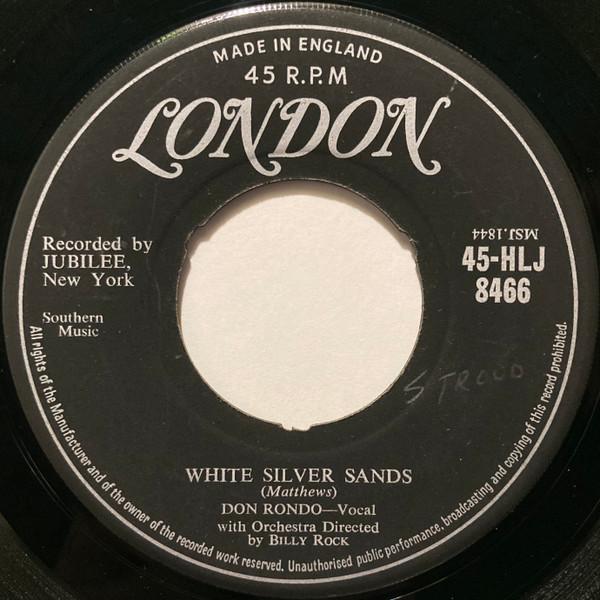 MADE IN ENGLAND
45 R.P.M
LONDON
Recorded by
JUBILEE,
New York
Southern
Music
MSJ.1844
45-HLJ
8466
STROUD
WHITE SILVER SANDS
(Matthews)
DON RONDO—Vocal
with Orchestra Directed
by BILLY ROCK
All rights of the Manufacturer and of the owner of the recorded work reserved. Unauthorised public performance, broadcasting and copying of this record prohibited.